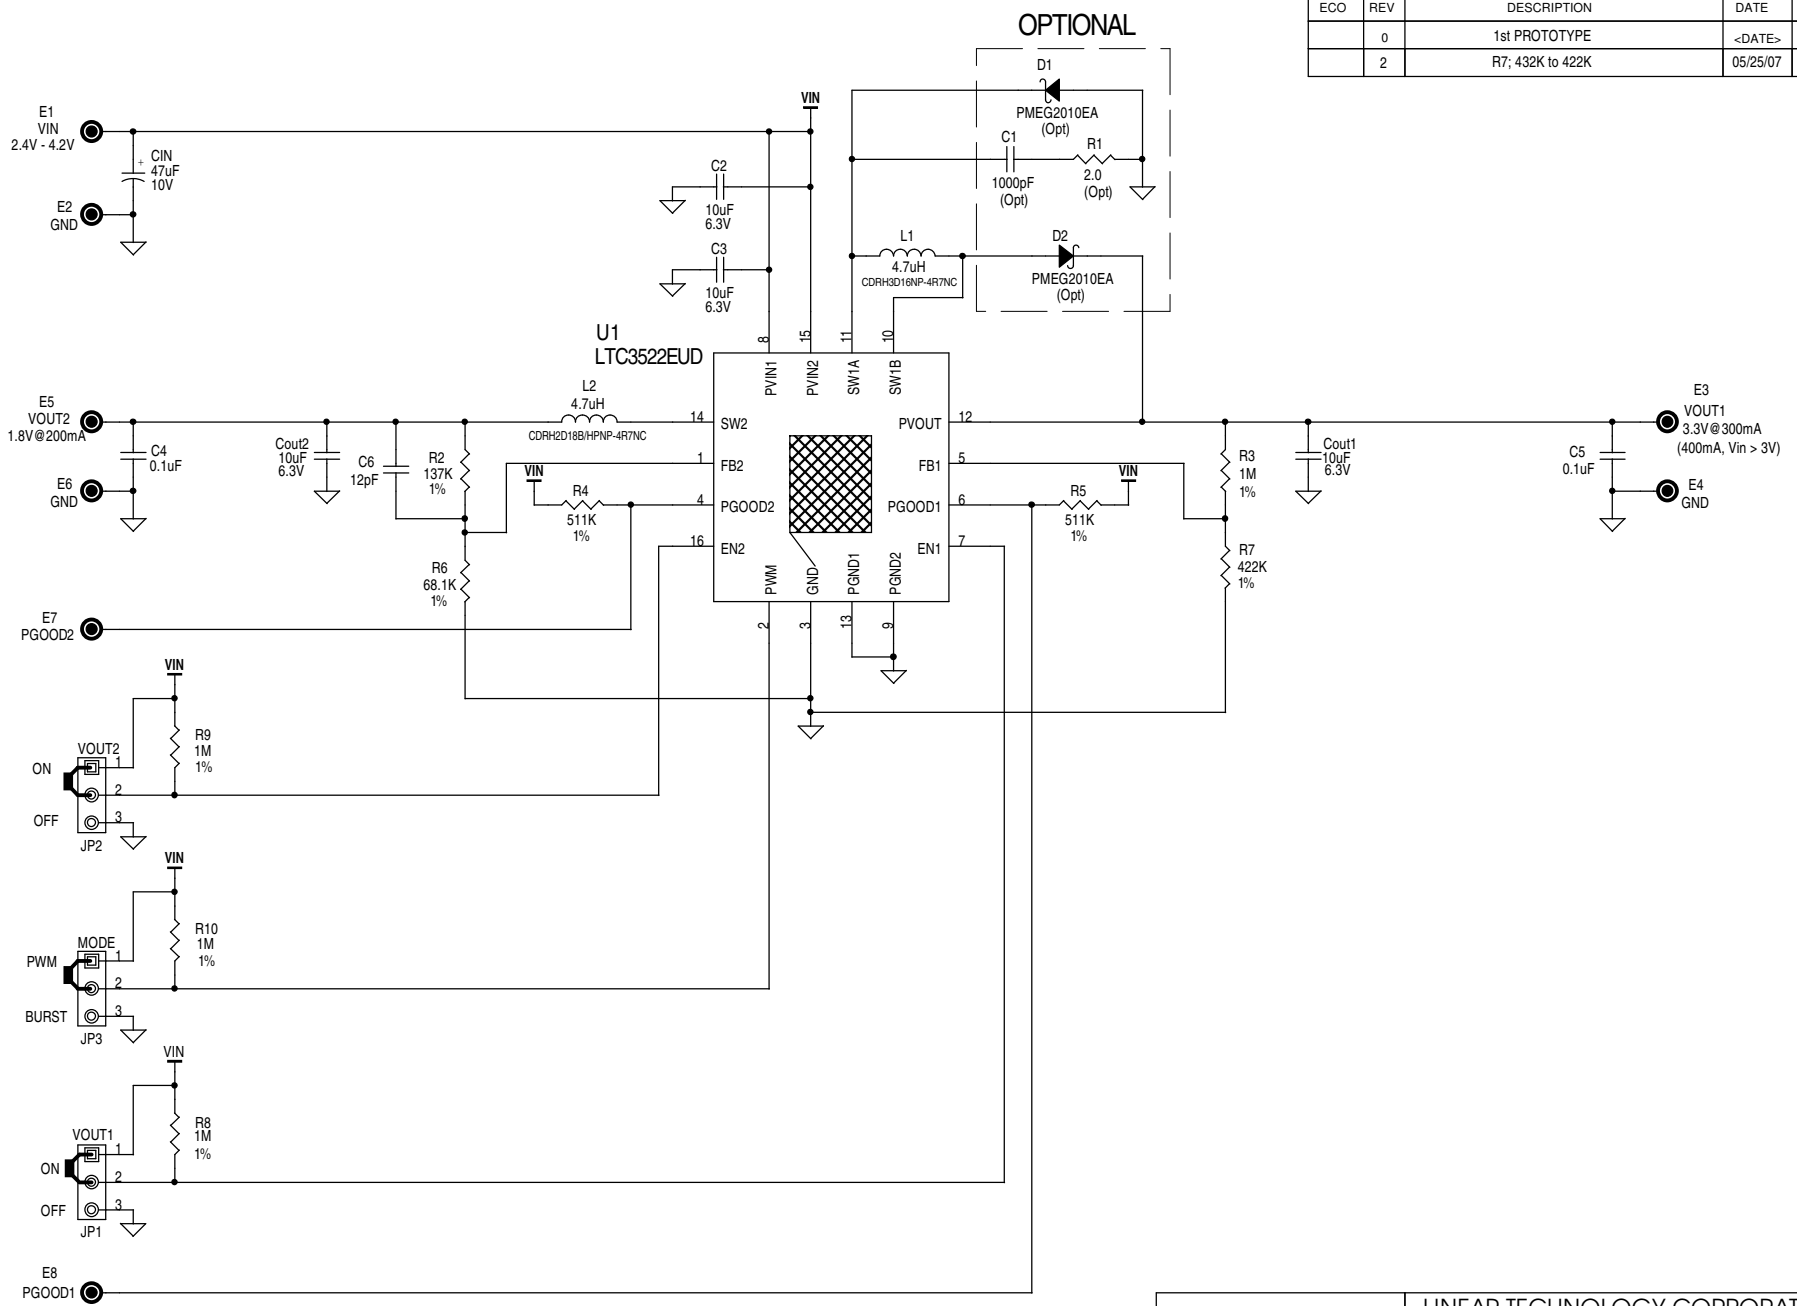 OPTIONAL
ECO REV DESCRIPTION DATE
0 1st PROTOTYPE <DATE>
2 R7; 432K to 422K 05/25/07
E1
VIN
2.4V - 4.2V
+
CIN
47uF
10V
E2
GND
VIN
C2
10uF
6.3V
C3
10uF
6.3V
D1
PMEG2010EA
(Opt)
C1
1000pF
(Opt)
R1
2.0
(Opt)
L1
4.7uH
CDRH3D16NP-4R7NC
D2
PMEG2010EA
(Opt)
U1
LTC3522EUD
8
15
11
10
PVIN1
PVIN2
SW1A
SW1B
E5
VOUT2
1.8V@200mA
C4
0.1uF
E6
GND
Cout2
10uF
6.3V
C6
12pF
R2
137K
1%
L2
4.7uH
CDRH2D18B/HPNP-4R7NC
14 SW2
1 FB2
4 PGOOD2
16 EN2
VIN
R4
511K
1%
R6
68.1K
1%
PVOUT 12
FB1 5
PGOOD1 6
EN1 7
PWM
GND
PGND1
PGND2
2
3
13
9
VIN
R5
511K
1%
R3
1M
1%
R7
422K
1%
Cout1
10uF
6.3V
C5
0.1uF
E3
VOUT1
3.3V@300mA
(400mA, Vin > 3V)
E4
GND
E7
PGOOD2
VIN
R9
1M
1%
VOUT2
ON
1
2
OFF
3
JP2
VIN
R10
1M
1%
MODE
PWM
1
2
BURST
3
JP3
VIN
R8
1M
1%
VOUT1
ON
1
2
OFF
3
JP1
E8
PGOOD1